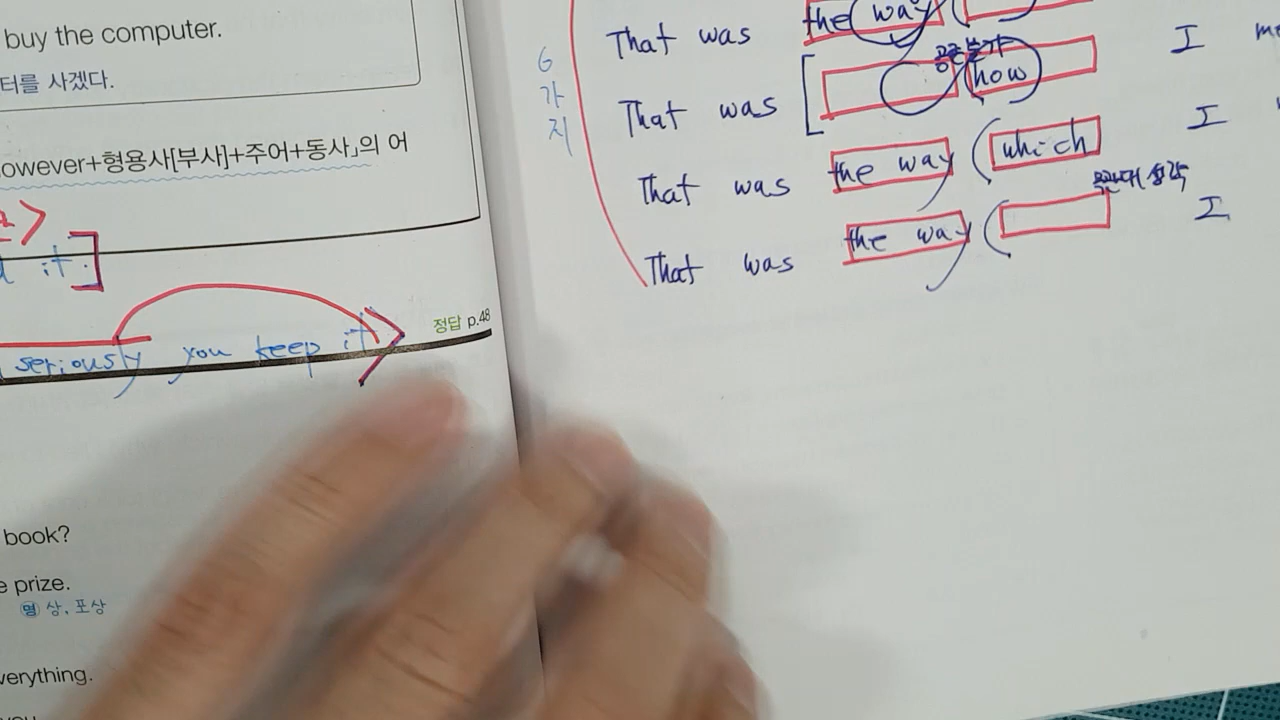 buy the computer.
터를 사겠다.
owever+형용사[부사]+주어+동사」의 어
it.
seriously you keep it
정답 p.48
book?
e prize.
명 상, 포상
verything.
6가지
That was the way
공존 불가
That was how I
That was the way which I
관대 생략
That was the way I